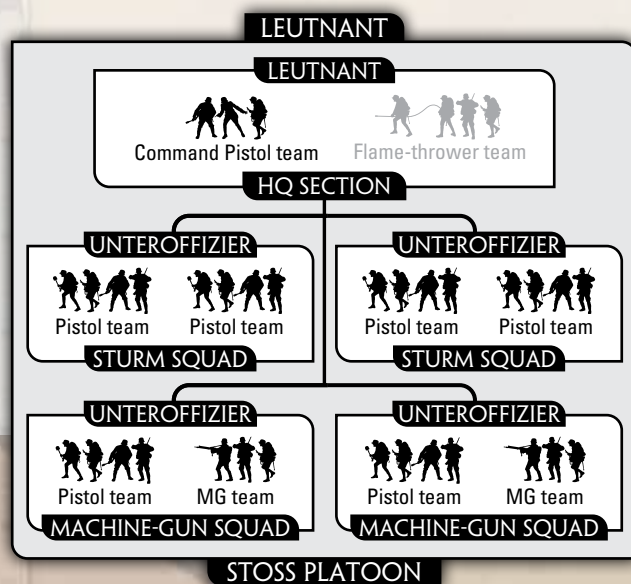 LEUTNANT
LEUTNANT
Command Pistol team Flame-thrower team
HQ SECTION
UNTEROFFIZIER UNTEROFFIZIER
Pistol team Pistol team Pistol team Pistol team
STURM SQUAD STURM SQUAD
UNTEROFFIZIER UNTEROFFIZIER
Pistol team MG team Pistol team MG team
MACHINE-GUN SQUAD MACHINE-GUN SQUAD
STOSS PLATOON